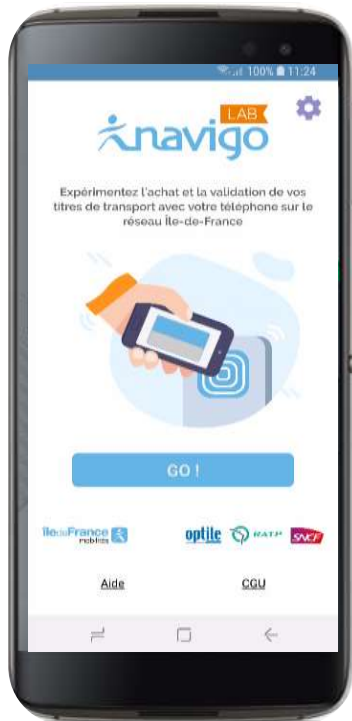 100% 11:24
LAB
navigo
Expérimentez l'achat et la validation de vos
titres de transport avec votre téléphone sur le
réseau Île-de-France
GO !
îledeFrance
mobilités
optile RATP SNCF
Aide CGU